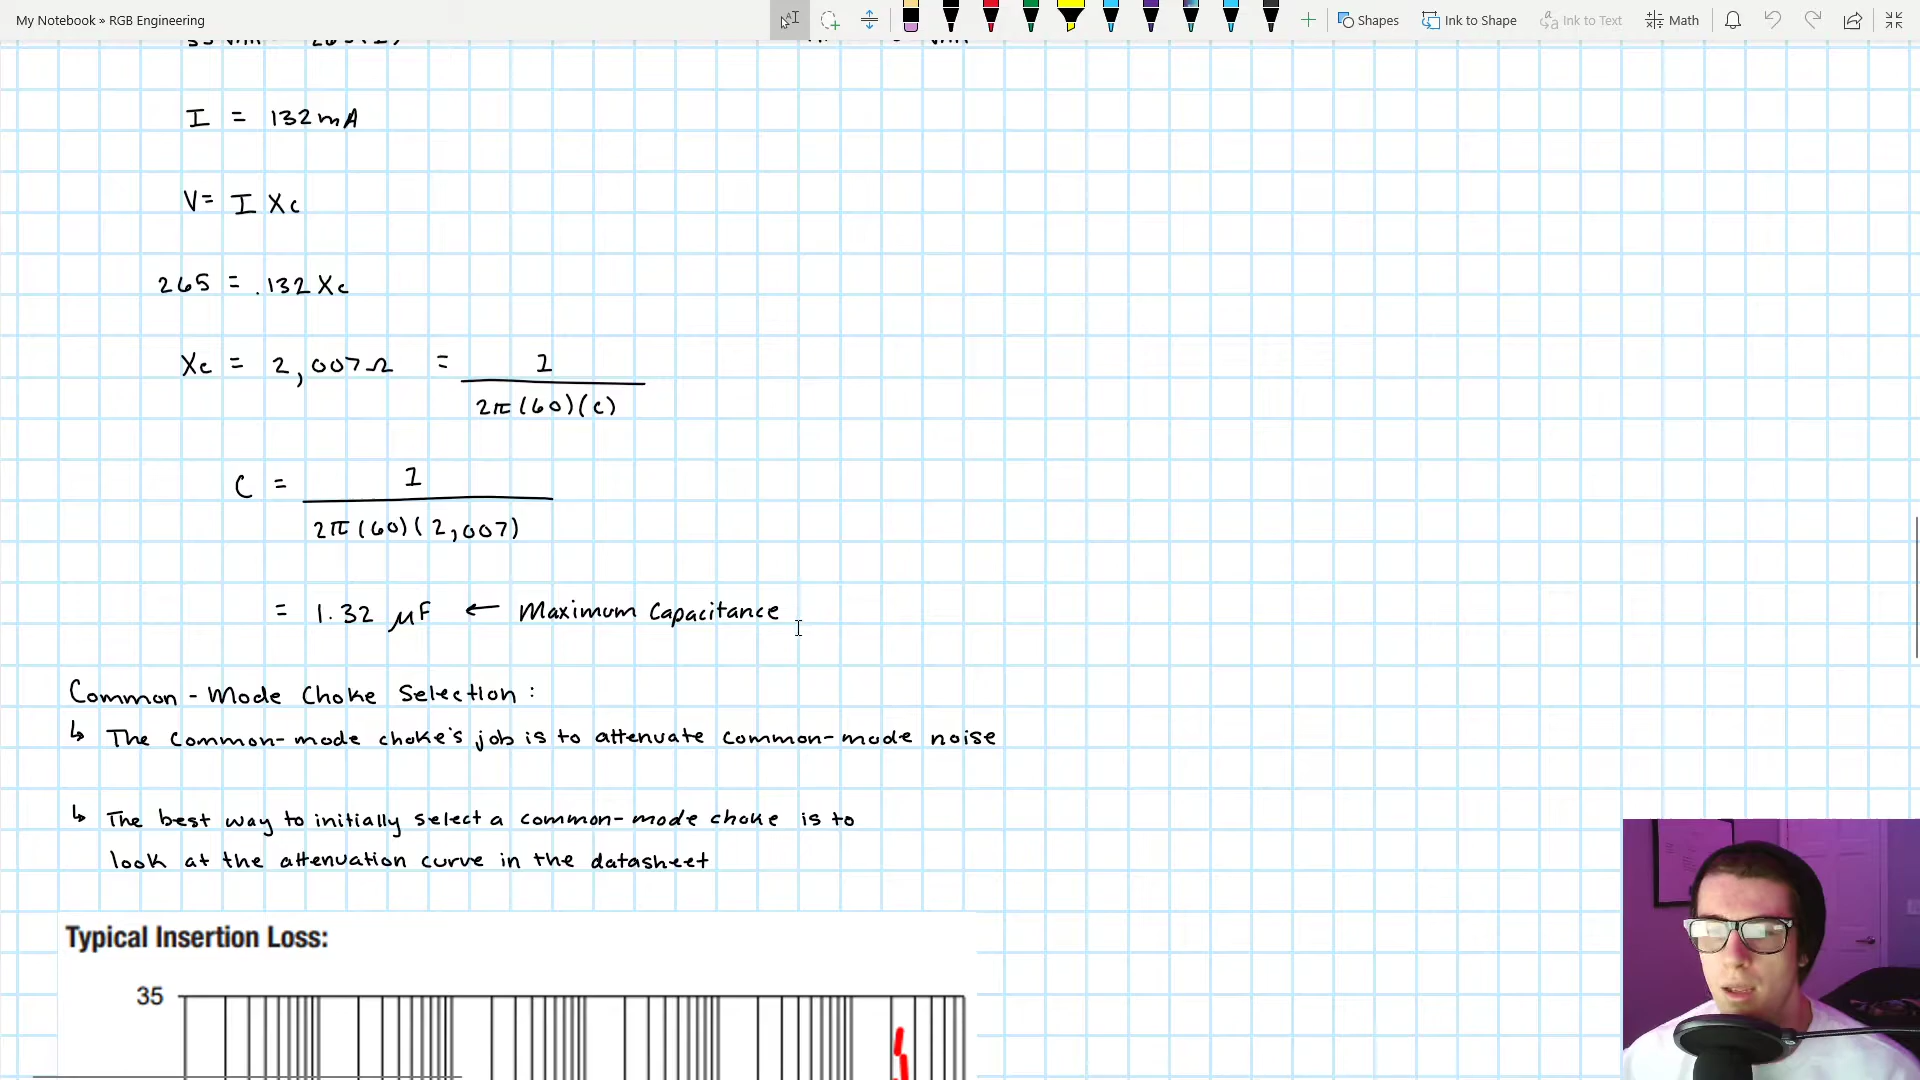 My Notebook » RGB Engineering
Shapes
Ink to Shape
Ink to Text
Math
I = 132mA
V= I Xc
265 = .132 Xc
Xc = 2,007Ω = 1
2π(60)(c)
C = 1
2π(60)(2,007)
= 1.32 μF ← Maximum Capacitance
Common-Mode Choke Selection:
↳ The common-mode choke's job is to attenuate common-mode noise
↳ The best way to initially select a common-mode choke is to
look at the attenuation curve in the datasheet
Typical Insertion Loss:
35